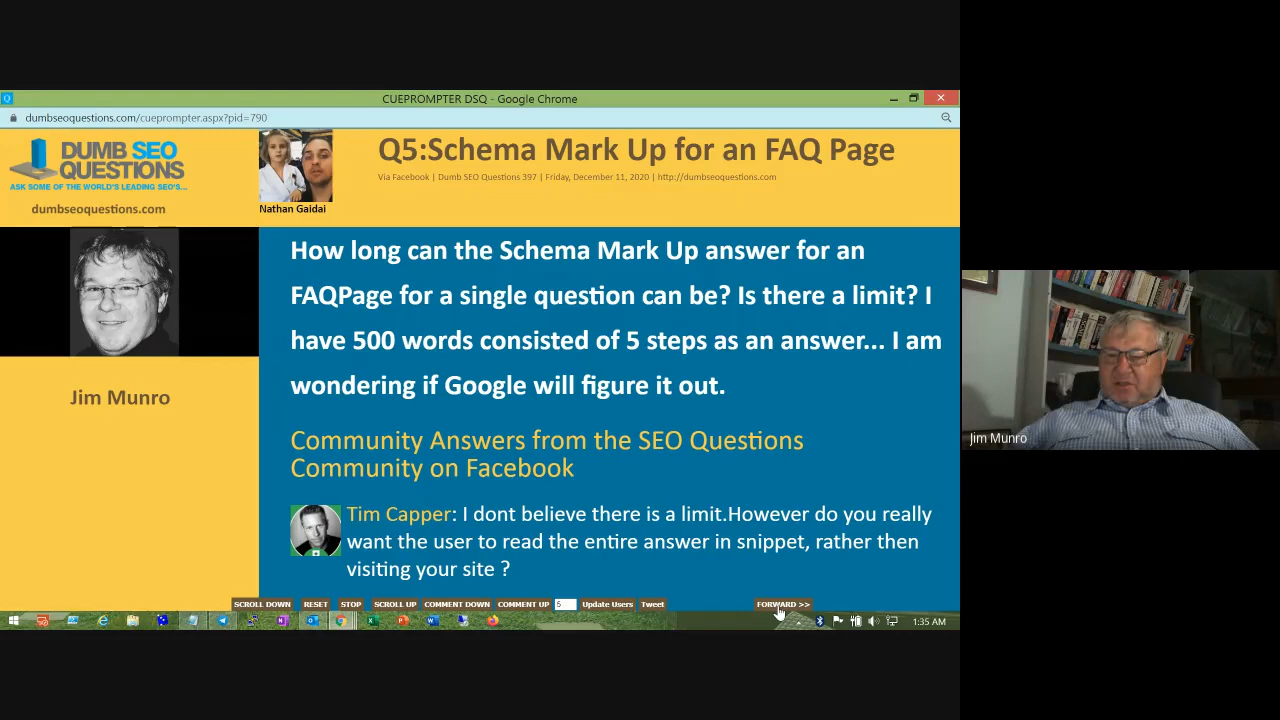 CUEPROMPTER DSQ - Google Chrome
dumbseoquestions.com/cueprompter.aspx?pid=790
DUMB SEO
QUESTIONS
ASK SOME OF THE WORLD'S LEADING SEO'S...
dumbseoquestions.com
Nathan Gaidai
Q5:Schema Mark Up for an FAQ Page
Via Facebook | Dumb SEO Questions 397 | Friday, December 11, 2020 | http://dumbseoquestions.com
Jim Munro
How long can the Schema Mark Up answer for an
FAQPage for a single question can be? Is there a limit? I
have 500 words consisted of 5 steps as an answer... I am
wondering if Google will figure it out.
Community Answers from the SEO Questions
Community on Facebook
Tim Capper: I dont believe there is a limit.However do you really
want the user to read the entire answer in snippet, rather then
visiting your site ?
SCROLL DOWN RESET STOP SCROLL UP COMMENT DOWN COMMENT UP 5 Update Users Tweet FORWARD >>
1:35 AM
Jim Munro